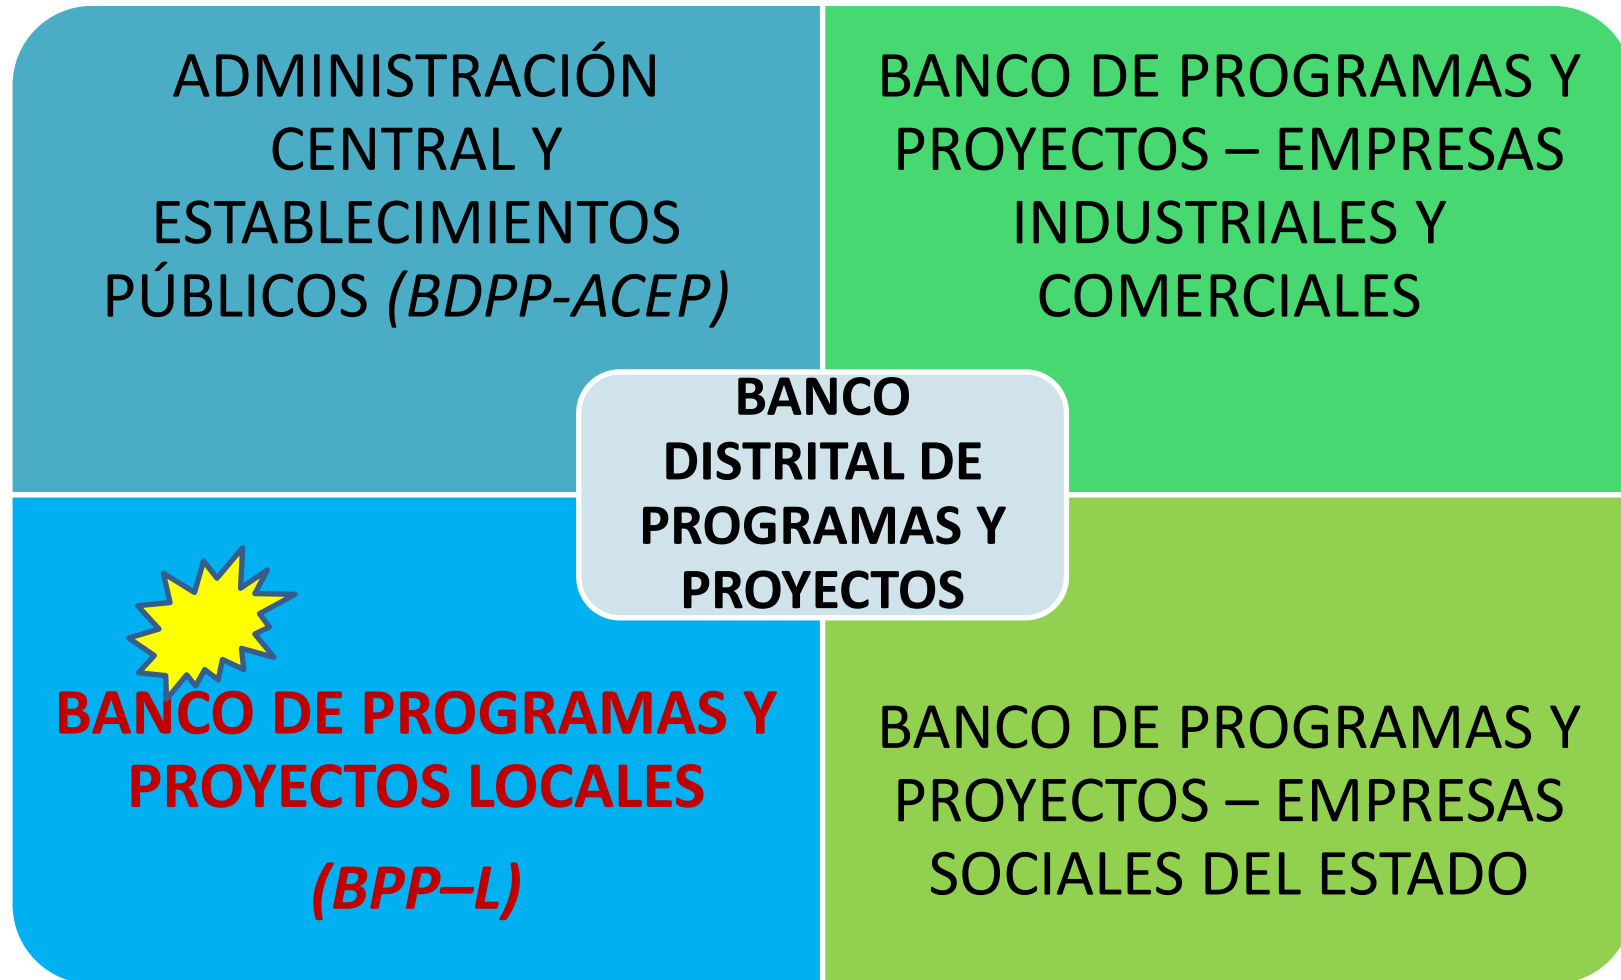 ADMINISTRACIÓN
CENTRAL Y
ESTABLECIMIENTOS
PÚBLICOS (BDPP-ACEP)
BANCO DE PROGRAMAS Y
PROYECTOS – EMPRESAS
INDUSTRIALES Y
COMERCIALES
BANCO
DISTRITAL DE
PROGRAMAS Y
PROYECTOS
BANCO DE PROGRAMAS Y
PROYECTOS LOCALES
(BPP–L)
BANCO DE PROGRAMAS Y
PROYECTOS – EMPRESAS
SOCIALES DEL ESTADO